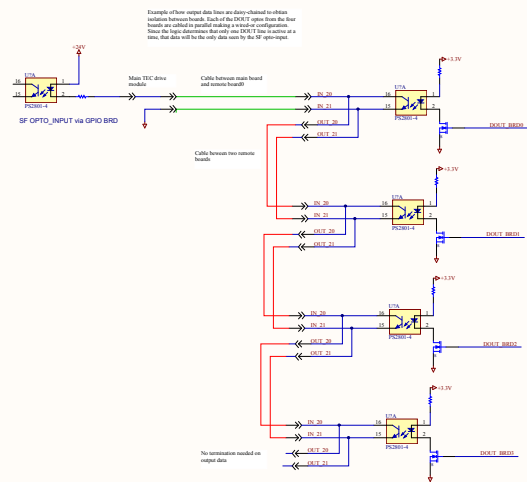 Example of how output data lines are daisy-chained to obtain
isolation between boards. Each of the DOUT optos from the four
boards are cabled in parallel making a wired-or configuration.
Since the logic determines that only one DOUT line is active at a
time, that data will be the only data seen by the SF opto-input.
+24V
U?A
16
1
15
2
PS2801-4
SF OPTO_INPUT via GPIO BRD
Main TEC drive
module
Cable between main board
and remote board0
IN_20
IN_21
OUT_20
OUT_21
+3.3V
U?A
16
1
15
2
PS2801-4
DOUT_BRD0
Cable between two remote
boards
+3.3V
U?A
IN_20
16
1
IN_21
15
2
PS2801-4
OUT_20
OUT_21
DOUT_BRD1
+3.3V
U?A
IN_20
16
1
IN_21
15
2
PS2801-4
OUT_20
OUT_21
DOUT_BRD2
+3.3V
U?A
IN_20
16
1
IN_21
15
2
PS2801-4
OUT_20
OUT_21
DOUT_BRD3
No termination needed on
output data